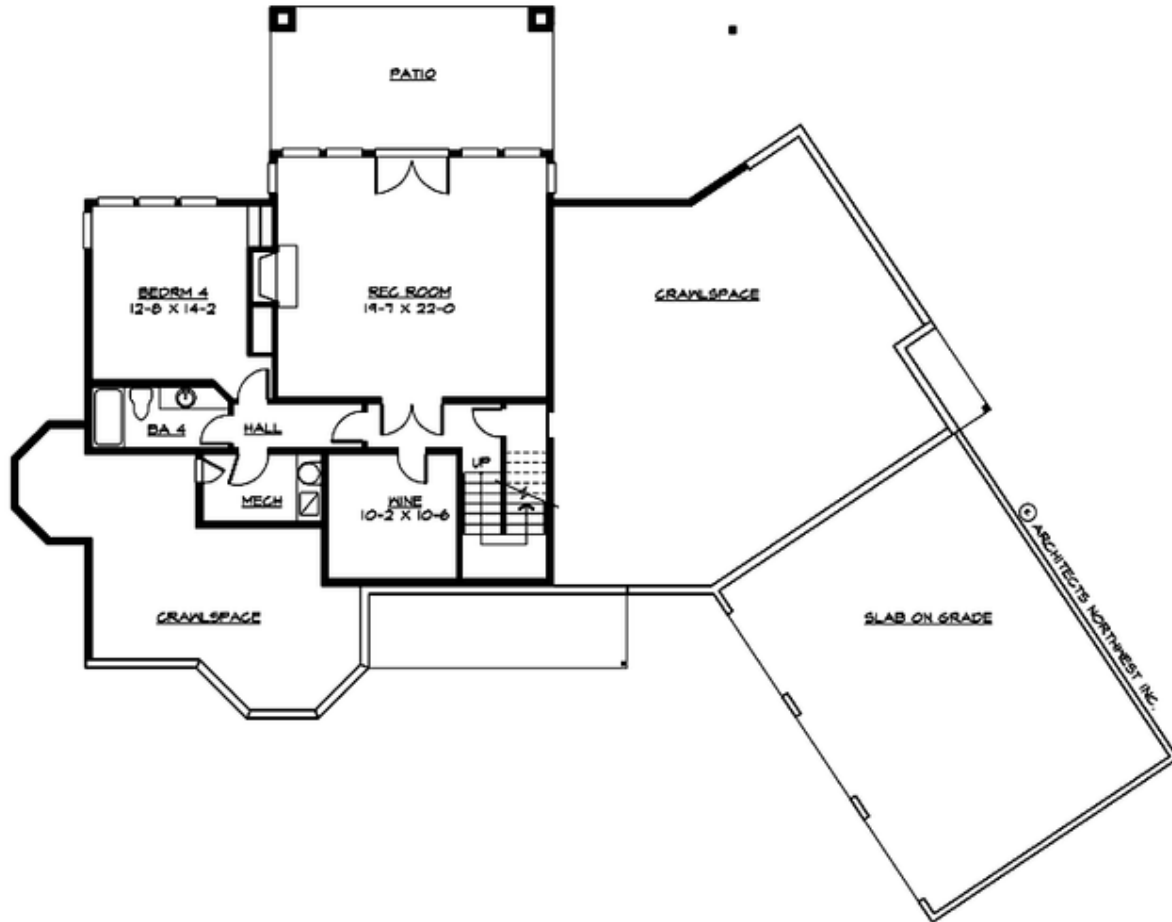 PATIO
BEDRM 4
12-8 X 14-2
REC ROOM
19-7 X 22-0
CRAWLSPACE
BA 4
HALL
UP
MECH
WINE
10-2 X 10-6
CRAWLSPACE
SLAB ON GRADE
© ARCHITECTS NORTHWEST INC.